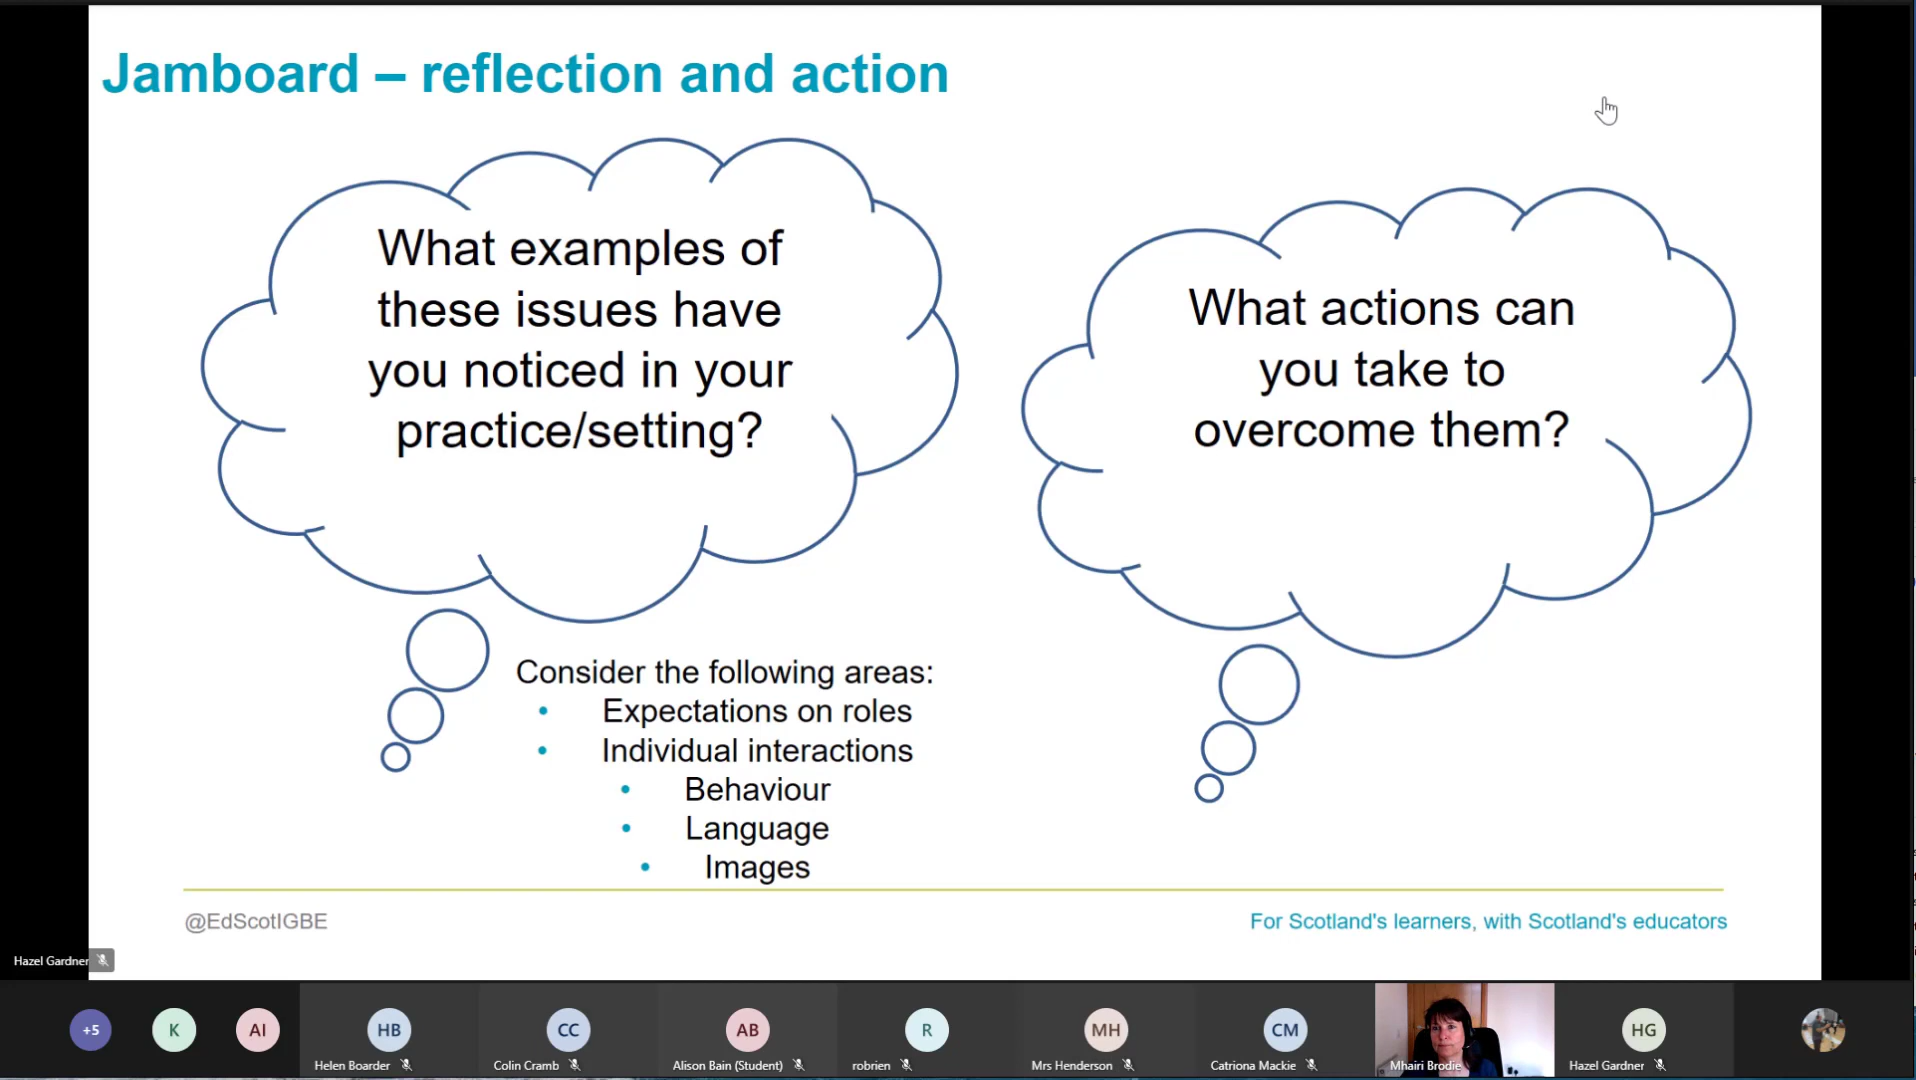 Jamboard – reflection and action
What examples of
these issues have
you noticed in your
practice/setting?
What actions can
you take to
overcome them?
Consider the following areas:
• Expectations on roles
• Individual interactions
• Behaviour
• Language
• Images
@EdScotIGBE
For Scotland's learners, with Scotland's educators
Hazel Gardner
+5
K
AI
HB
CC
AB
R
MH
CM
HG
Helen Boarder
Colin Cramb
Alison Bain (Student)
robrien
Mrs Henderson
Catriona Mackie
Mhairi Brodie
Hazel Gardner